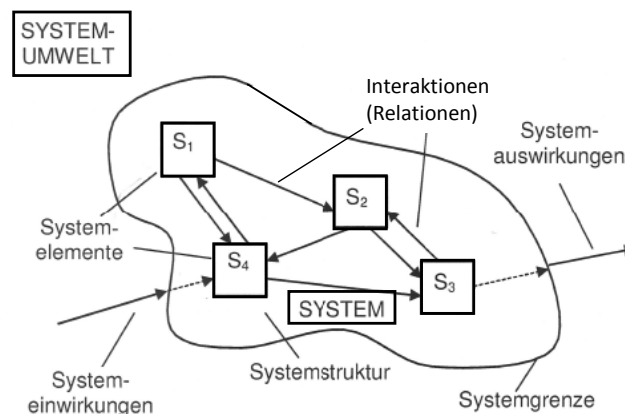 SYSTEM-
UMWELT
Interaktionen
(Relationen)
System-
auswirkungen
S1
S2
System-
elemente
S4
S3
SYSTEM
System-
einwirkungen
Systemstruktur
Systemgrenze